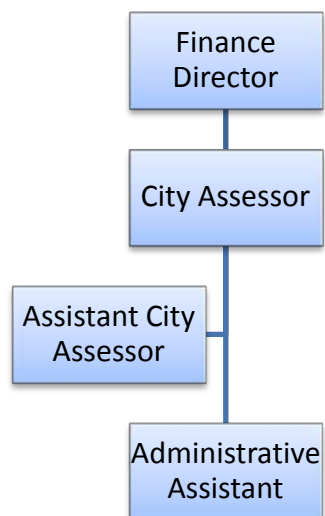 Finance
Director
City Assessor
Assistant City
Assessor
Administrative
Assistant